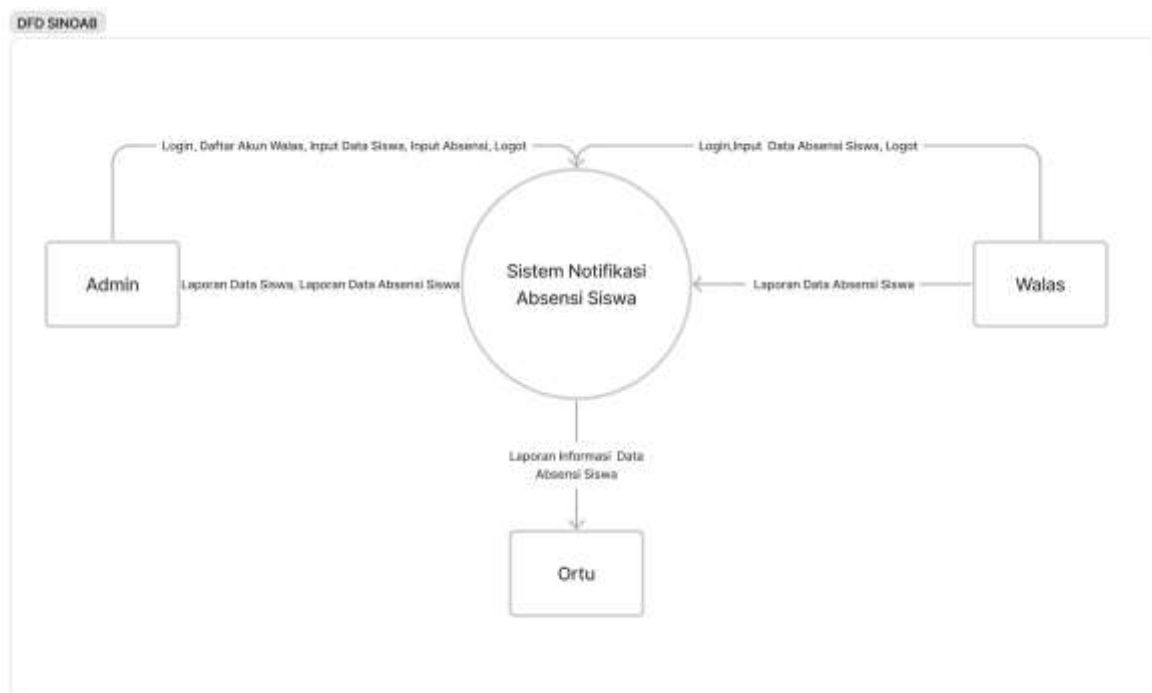 DFD SINOAB
Login, Daftar Akun Walas, Input Data Siswa, Input Absensi, Logot
Login,Input Data Absensi Siswa, Logot
Admin
Laporan Data Siswa, Laporan Data Absensi Siswa
Sistem Notifikasi
Absensi Siswa
Laporan Data Absensi Siswa
Walas
Laporan Informasi Data
Absensi Siswa
Ortu